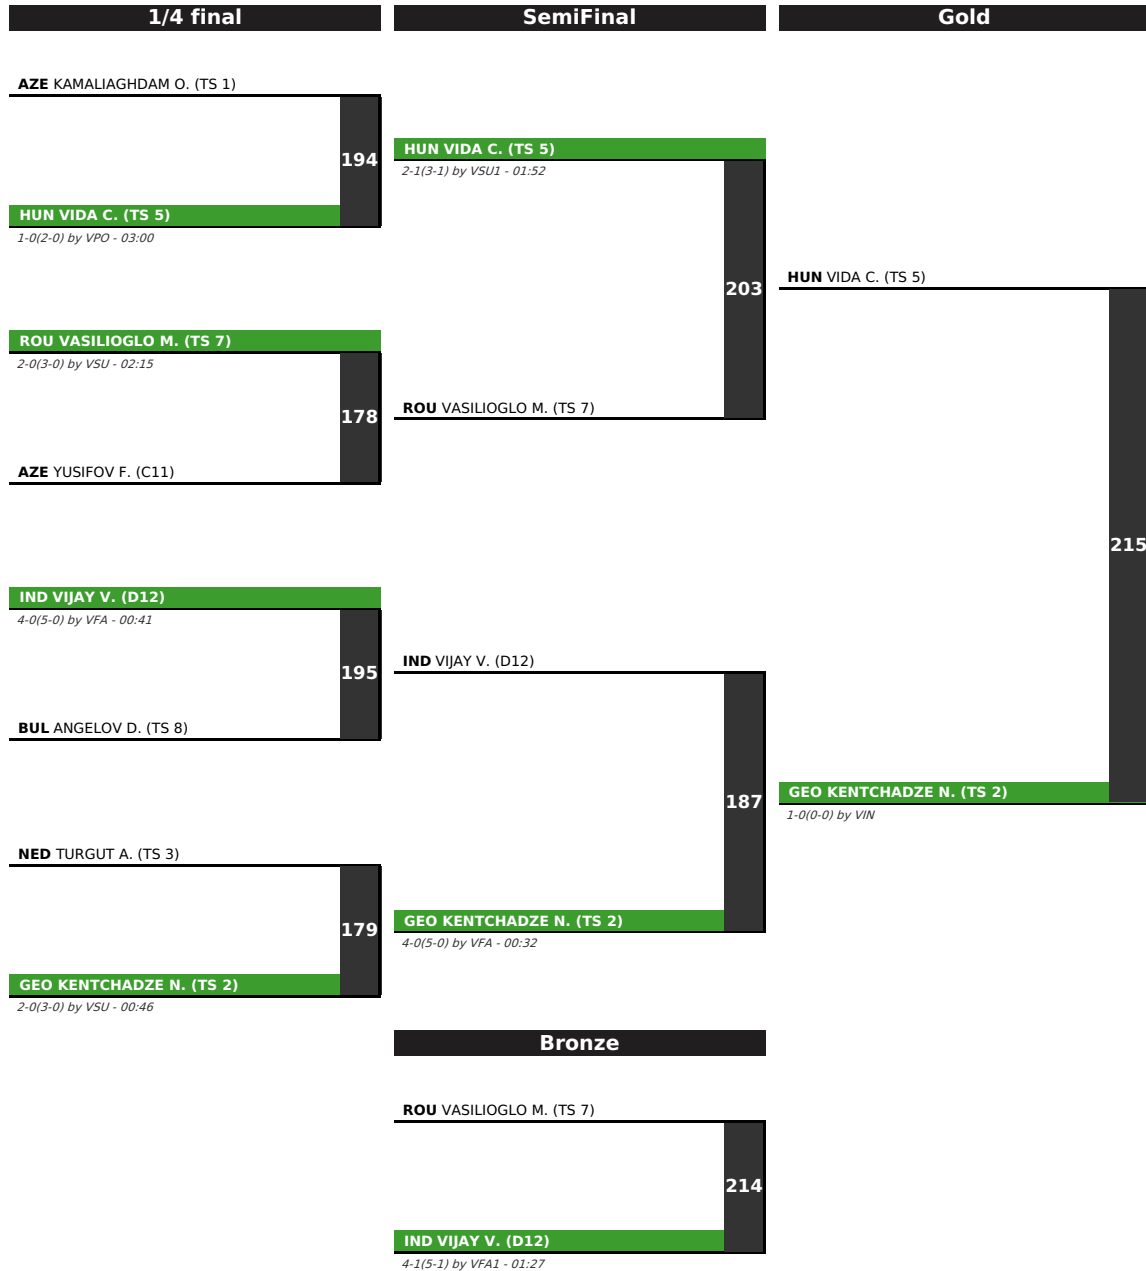 1/4 final
SemiFinal
Gold
AZE KAMALIAGHDAM O. (TS 1)
194
HUN VIDA C. (TS 5)
1-0(2-0) by VPO - 03:00
ROU VASILIOGLO M. (TS 7)
2-0(3-0) by VSU - 02:15
178
AZE YUSIFOV F. (C11)
IND VIJAY V. (D12)
4-0(5-0) by VFA - 00:41
195
BUL ANGELOV D. (TS 8)
NED TURGUT A. (TS 3)
179
GEO KENTCHADZE N. (TS 2)
2-0(3-0) by VSU - 00:46
HUN VIDA C. (TS 5)
2-1(3-1) by VSU1 - 01:52
203
ROU VASILIOGLO M. (TS 7)
IND VIJAY V. (D12)
187
GEO KENTCHADZE N. (TS 2)
4-0(5-0) by VFA - 00:32
HUN VIDA C. (TS 5)
215
GEO KENTCHADZE N. (TS 2)
1-0(0-0) by VIN
Bronze
ROU VASILIOGLO M. (TS 7)
214
IND VIJAY V. (D12)
4-1(5-1) by VFA1 - 01:27